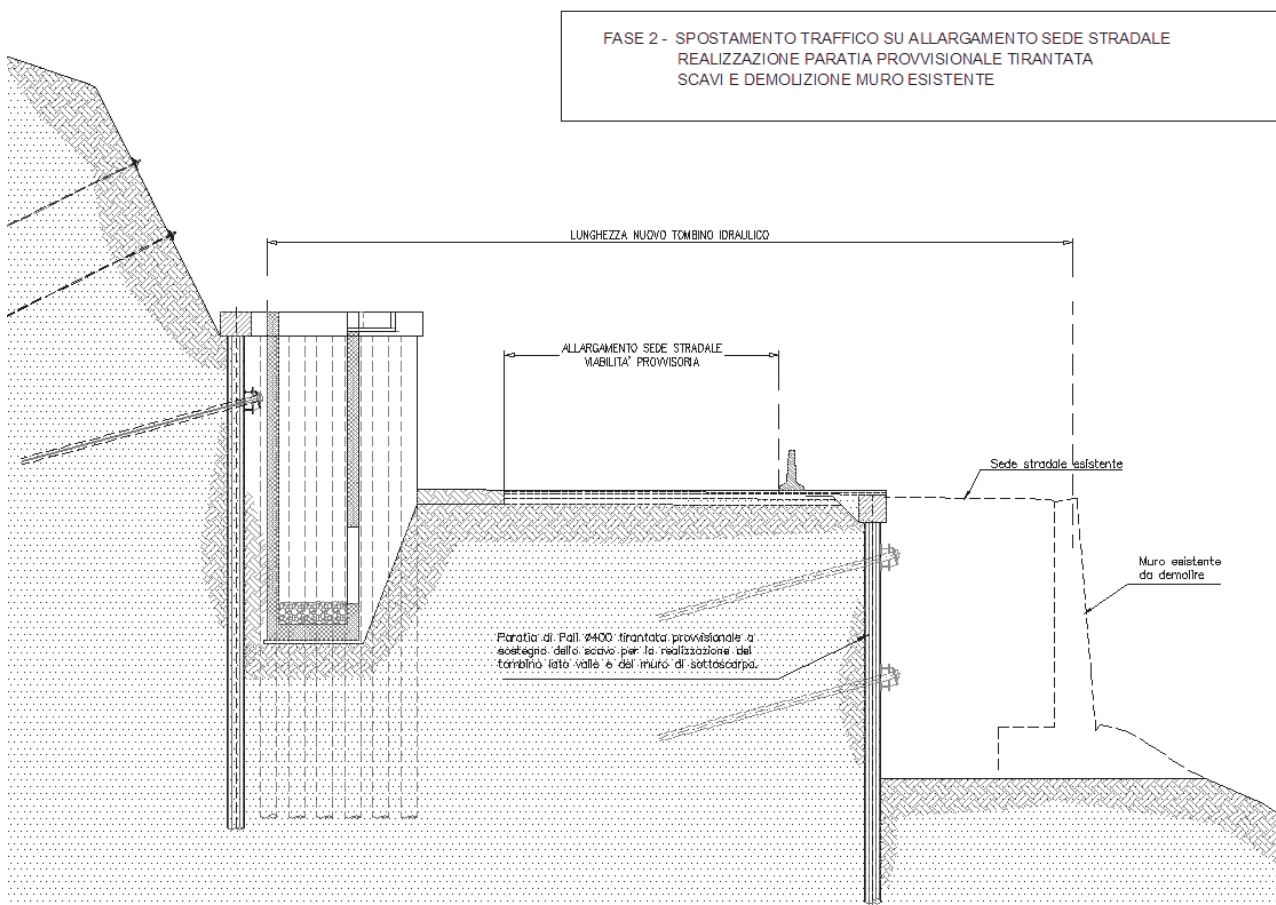 FASE 2 - SPOSTAMENTO TRAFFICO SU ALLARGAMENTO SEDE STRADALE
REALIZZAZIONE PARATIA PROVVISIONALE TIRANTATA
SCAVI E DEMOLIZIONE MURO ESISTENTE
LUNGHEZZA NUOVO TOMBINO IDRAULICO
ALLARGAMENTO SEDE STRADALE
VIABILITA' PROVVISORIA
Sede stradale esistente
Muro esistente
da demolire
Paratia di Pali Ø400 tirantata provvisionale a
sostegno dello scavo per la realizzazione del
tombino lato valle e del muro di sottoscarpa.